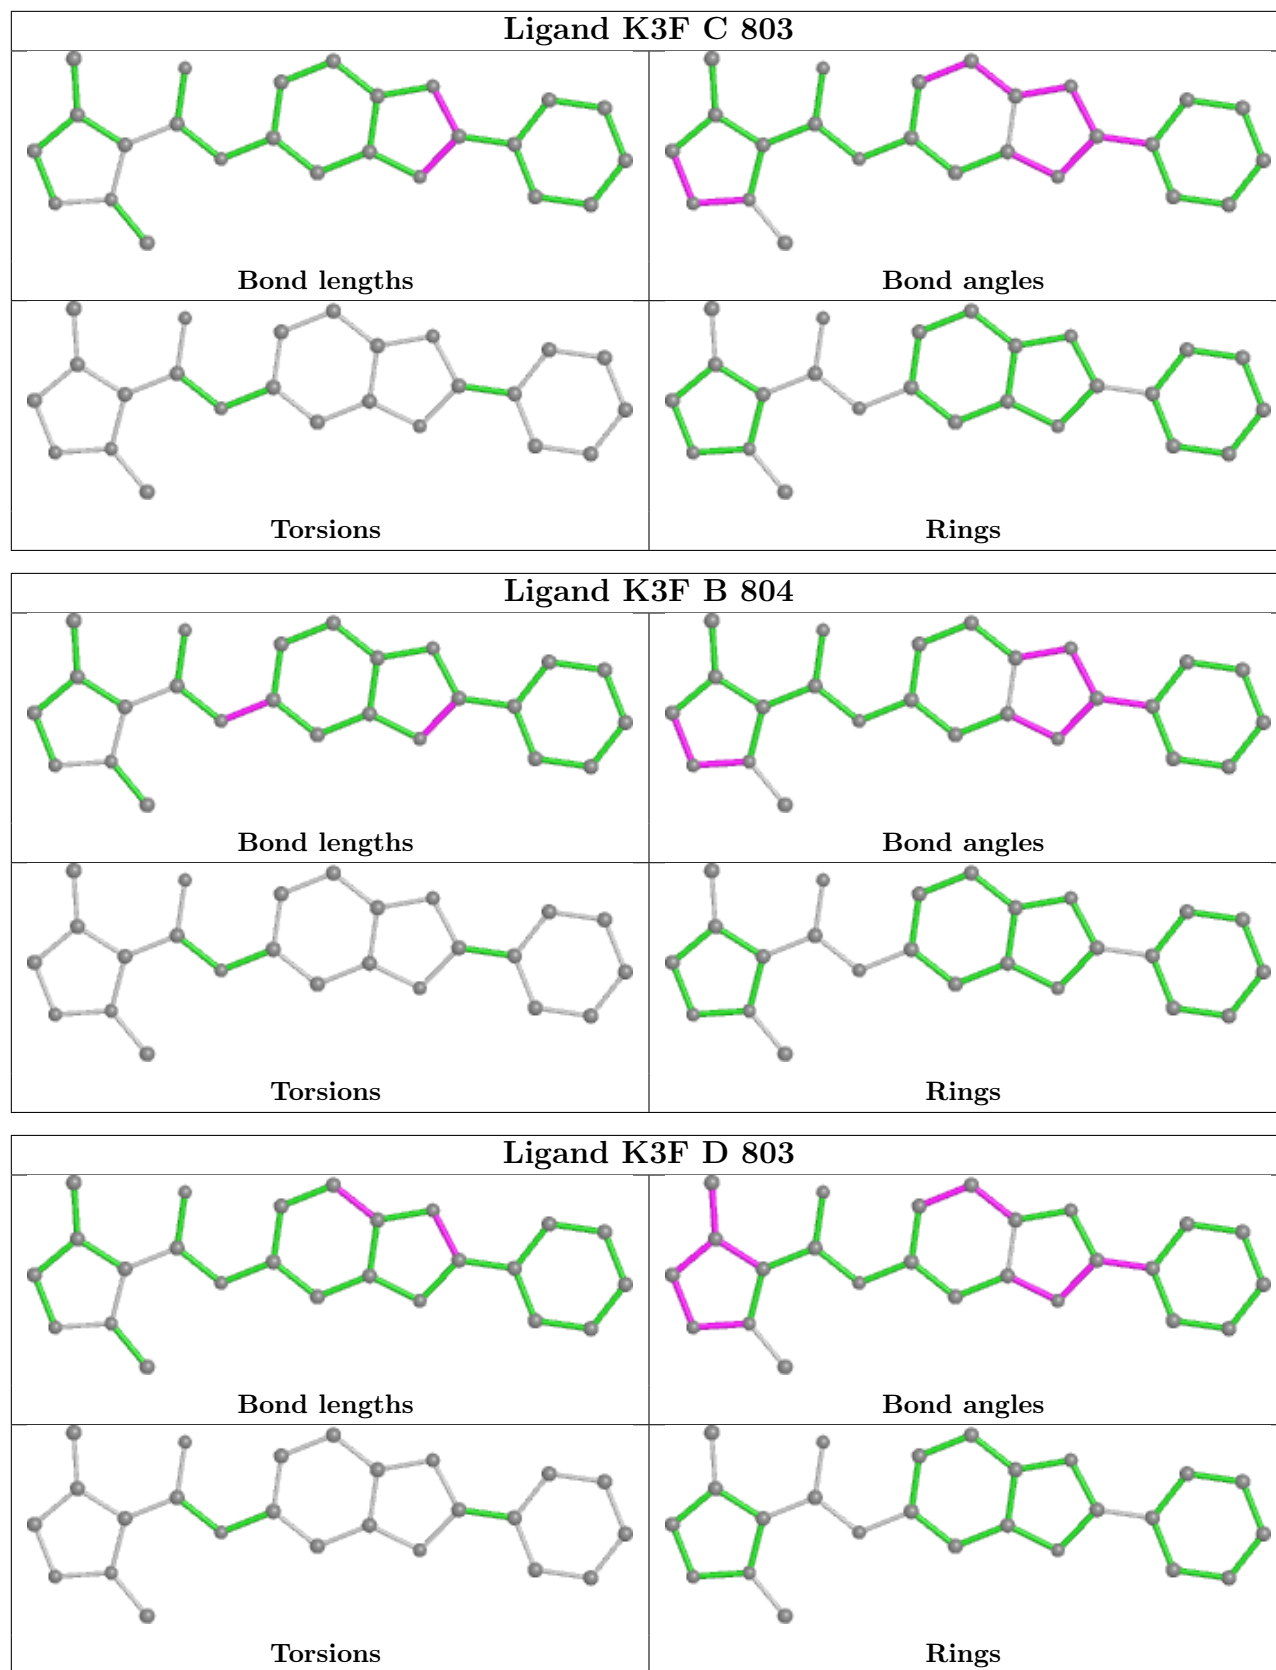 Ligand K3F C 803
Bond lengths
Bond angles
Torsions
Rings
Ligand K3F B 804
Bond lengths
Bond angles
Torsions
Rings
Ligand K3F D 803
Bond lengths
Bond angles
Torsions
Rings